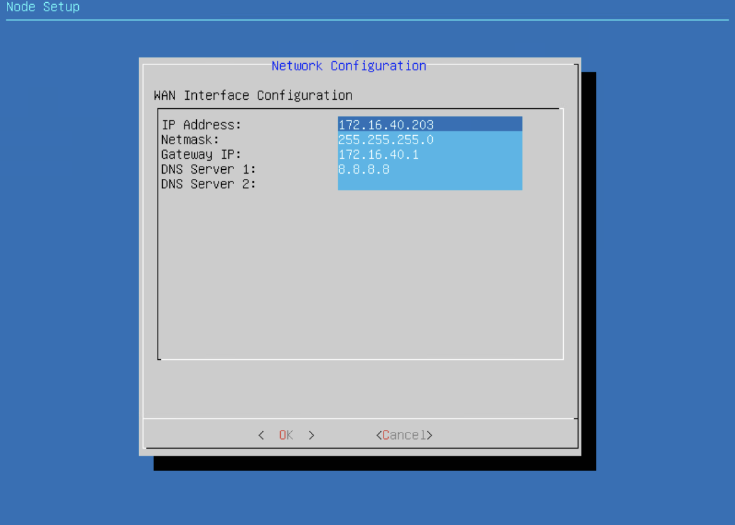 Node Setup
Network Configuration
WAN Interface Configuration
IP Address: 172.16.40.203
Netmask: 255.255.255.0
Gateway IP: 172.16.40.1
DNS Server 1: 8.8.8.8
DNS Server 2:
< OK > <Cancel>